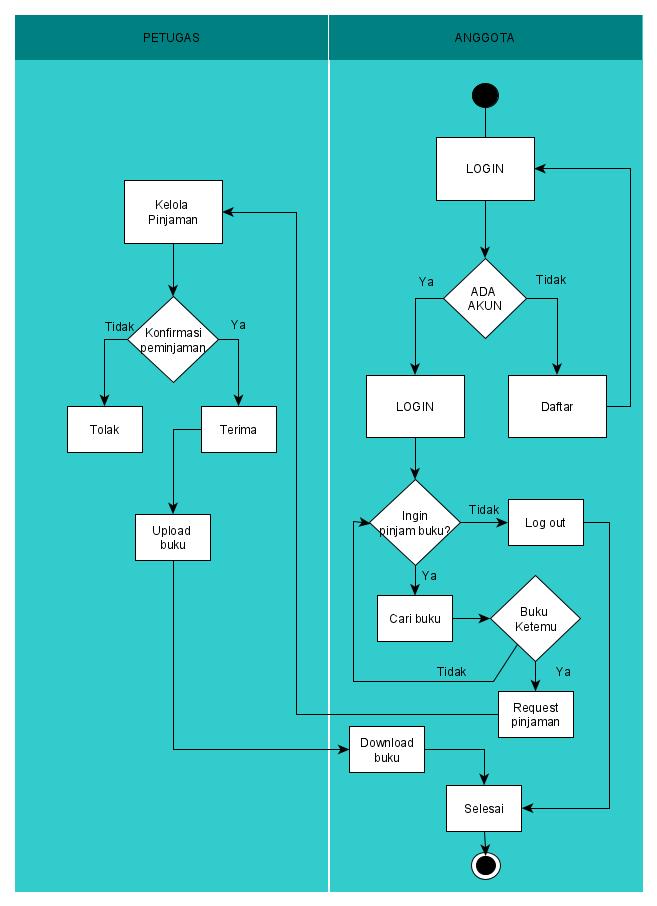 PETUGAS
ANGGOTA
LOGIN
Kelola
Pinjaman
Ya
ADA
AKUN
Tidak
Tidak
Konfirmasi
peminjaman
Ya
LOGIN
Daftar
Tolak
Terima
Ingin
pinjam buku?
Tidak
Log out
Upload
buku
Ya
Cari buku
Buku
Ketemu
Tidak
Ya
Request
pinjaman
Download
buku
Selesai